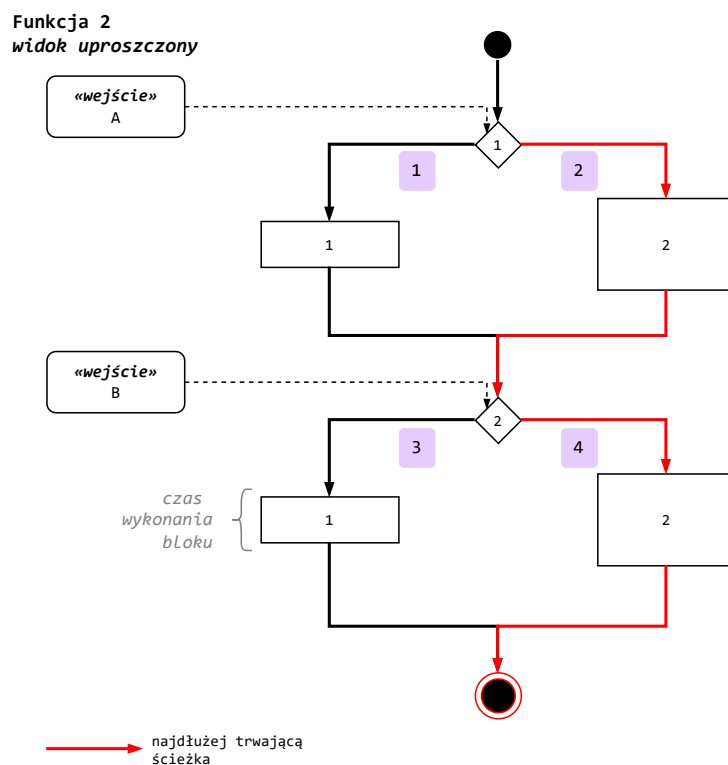 Funkcja 2
widok uproszczony
«wejście»
A
1
1 2
1 2
«wejście»
B
2
3 4
czas
wykonania
bloku
1 2
najdłużej trwającą
ścieżka